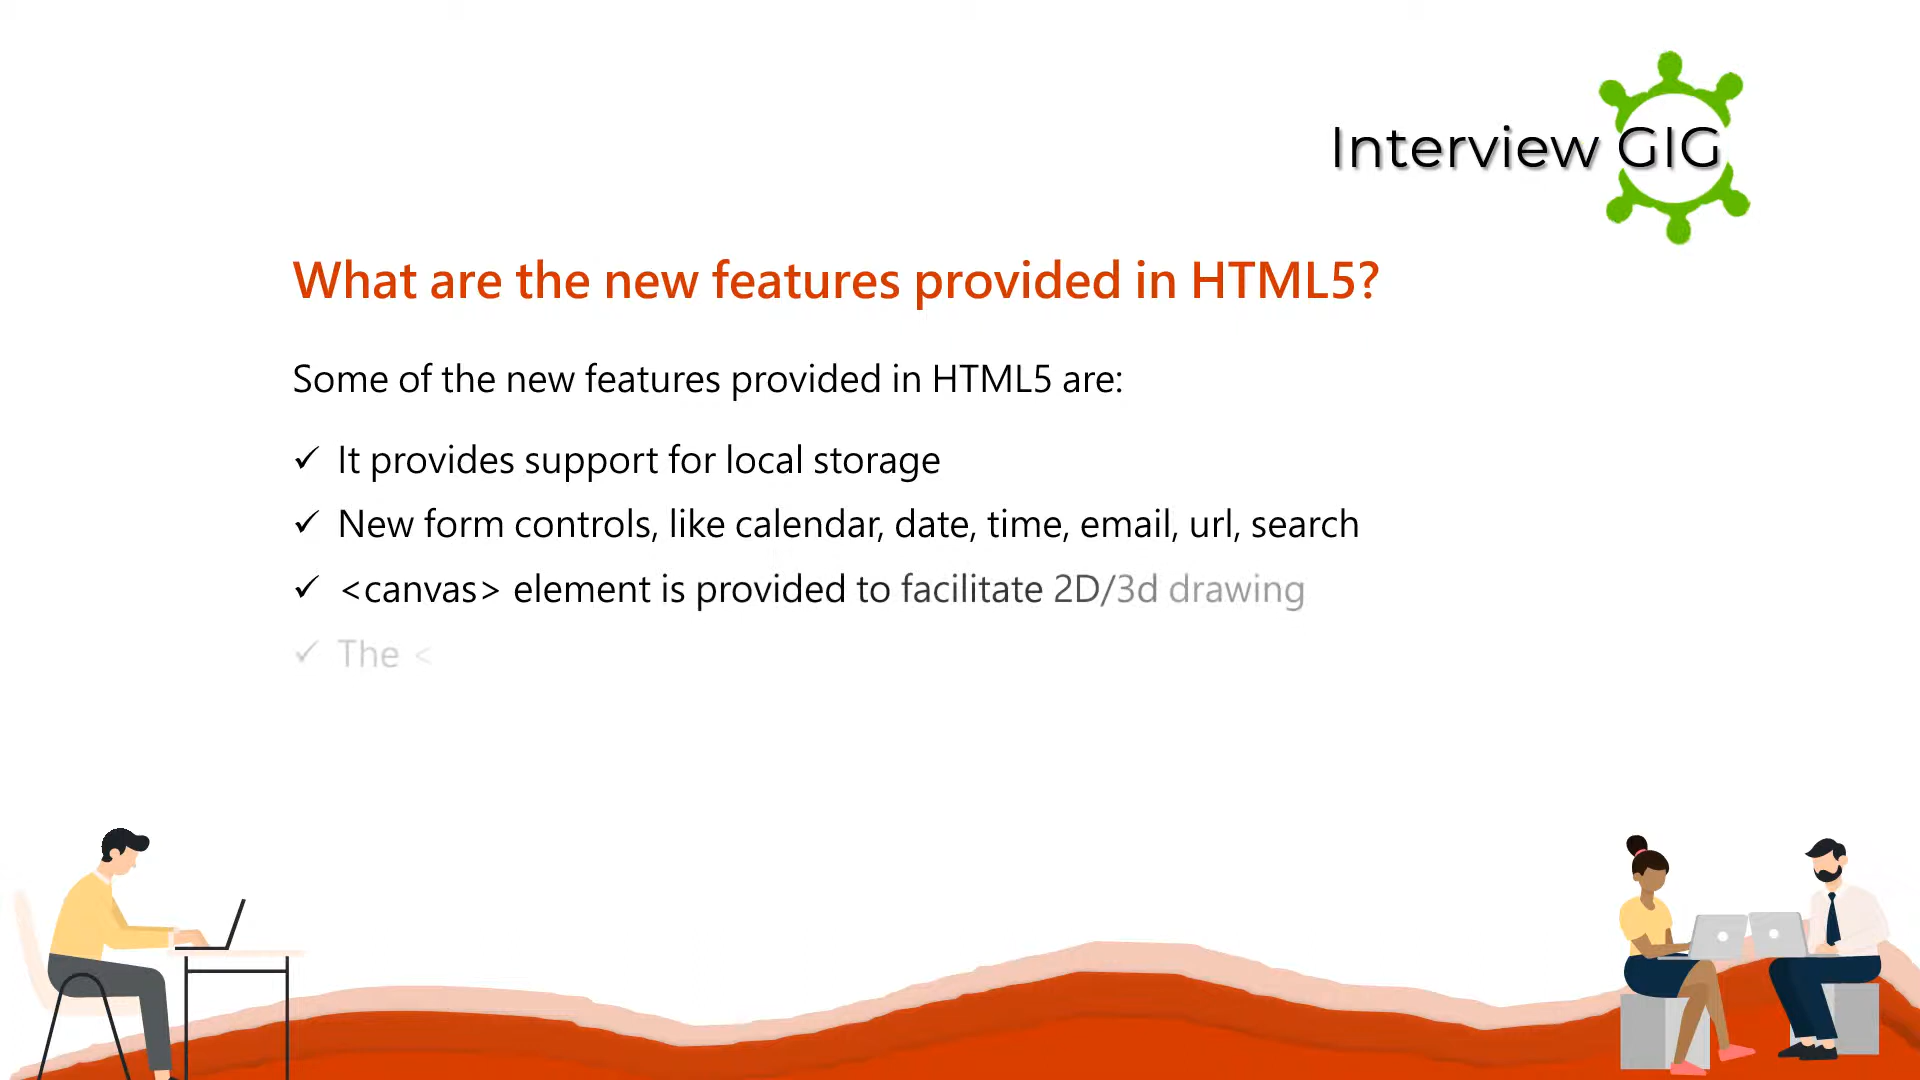 Interview GIG
What are the new features provided in HTML5?
Some of the new features provided in HTML5 are:
✓ It provides support for local storage
✓ New form controls, like calendar, date, time, email, url, search
✓ <canvas> element is provided to facilitate 2D/3d drawing
✓ The <